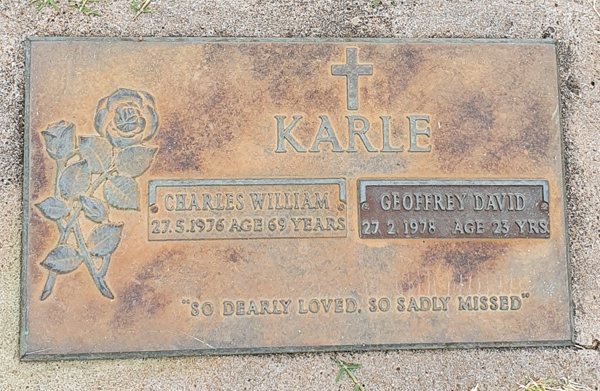 KARLE
CHARLES WILLIAM
27.5.1976 AGE 69 YEARS
GEOFFREY DAVID
27. 2. 1978 AGE 23 YRS.
"SO DEARLY LOVED, SO SADLY MISSED"